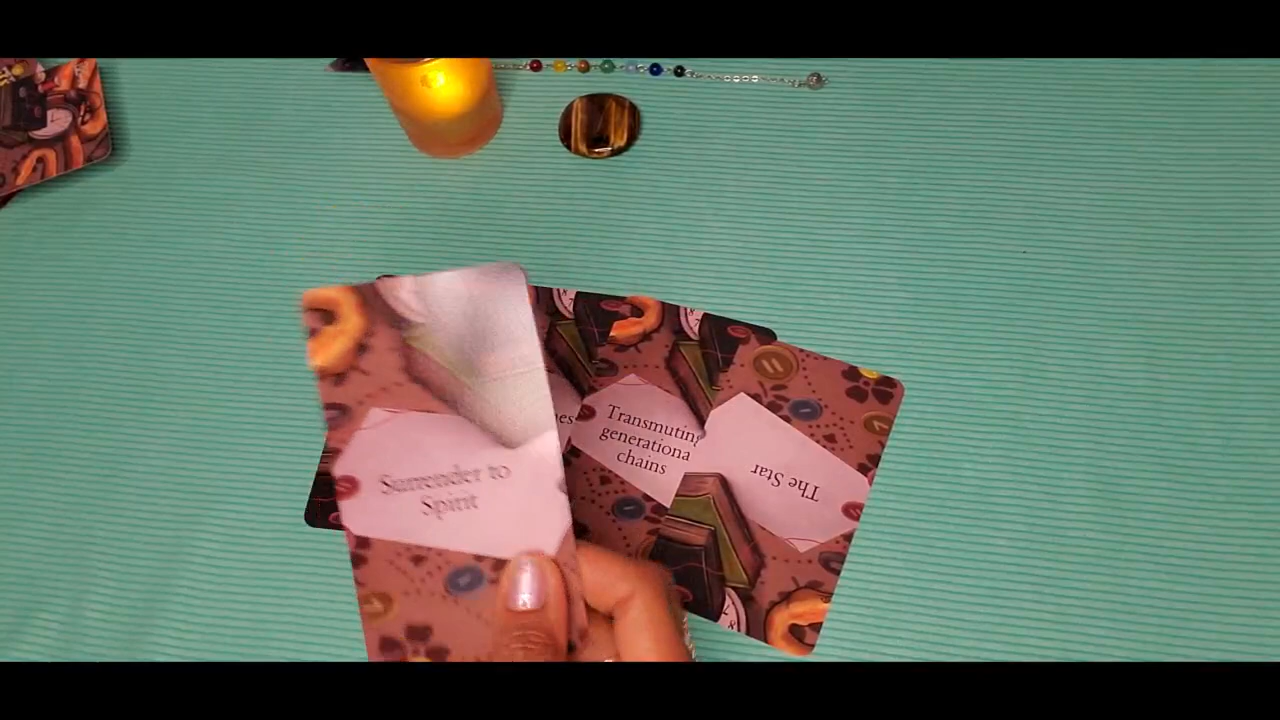 Surrender to
Spirit
Transmuting
generationa
chains
The Star